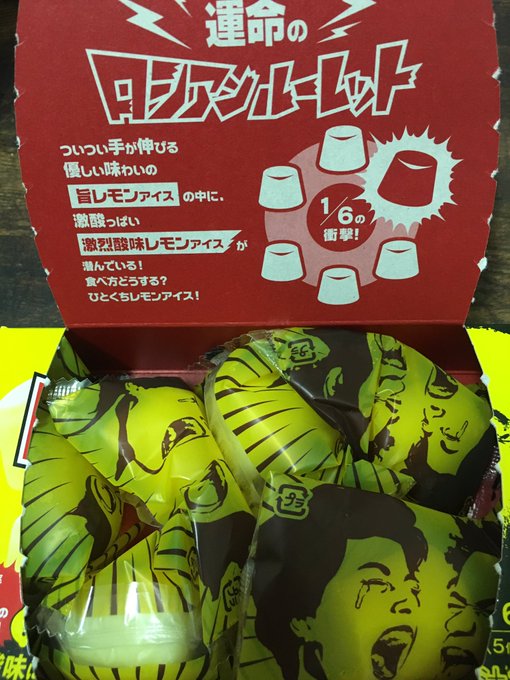 運命の
ロシアンルーレット
ついつい手が伸びる
優しい味わいの
旨レモンアイス の中に、
激酸っぱい
激烈酸味レモンアイス が
潜んでいる!
食べ方どうする?
ひとくちレモンアイス!
1/6の
衝撃!
プラ
プラ